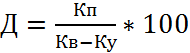 Д = Кп / (Кв−Ку) * 100